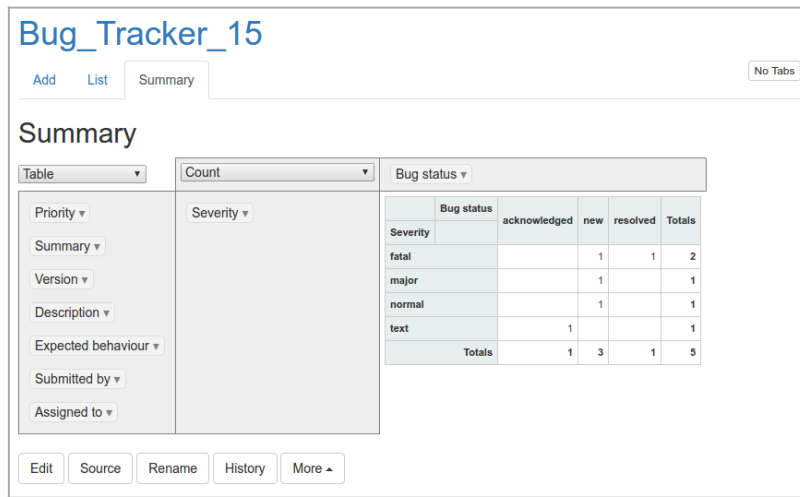 Bug_Tracker_15
Add List Summary No Tabs
Summary
Table Count Bug status
Priority Severity
Summary
Version
Description
Expected behaviour
Submitted by
Assigned to
Bug status acknowledged new resolved Totals
Severity
fatal 1 1 2
major 1 1
normal 1 1
text 1 1
Totals 1 3 1 5
Edit Source Rename History More